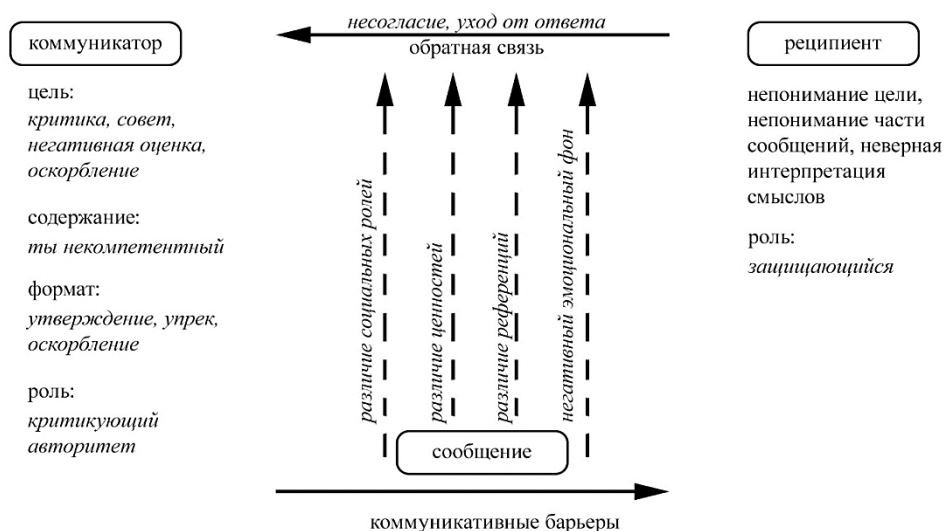 коммуникатор
цель:
критика, совет,
негативная оценка,
оскорбление
содержание:
ты некомпетентный
формат:
утверждение, упрек,
оскорбление
роль:
критикующий
авторитет
несогласие, уход от ответа
обратная связь
различие социальных ролей
различие ценностей
различие референций
негативный эмоциональный фон
сообщение
коммуникативные барьеры
реципиент
непонимание цели,
непонимание части
сообщений, неверная
интерпретация
смыслов
роль:
защищающийся